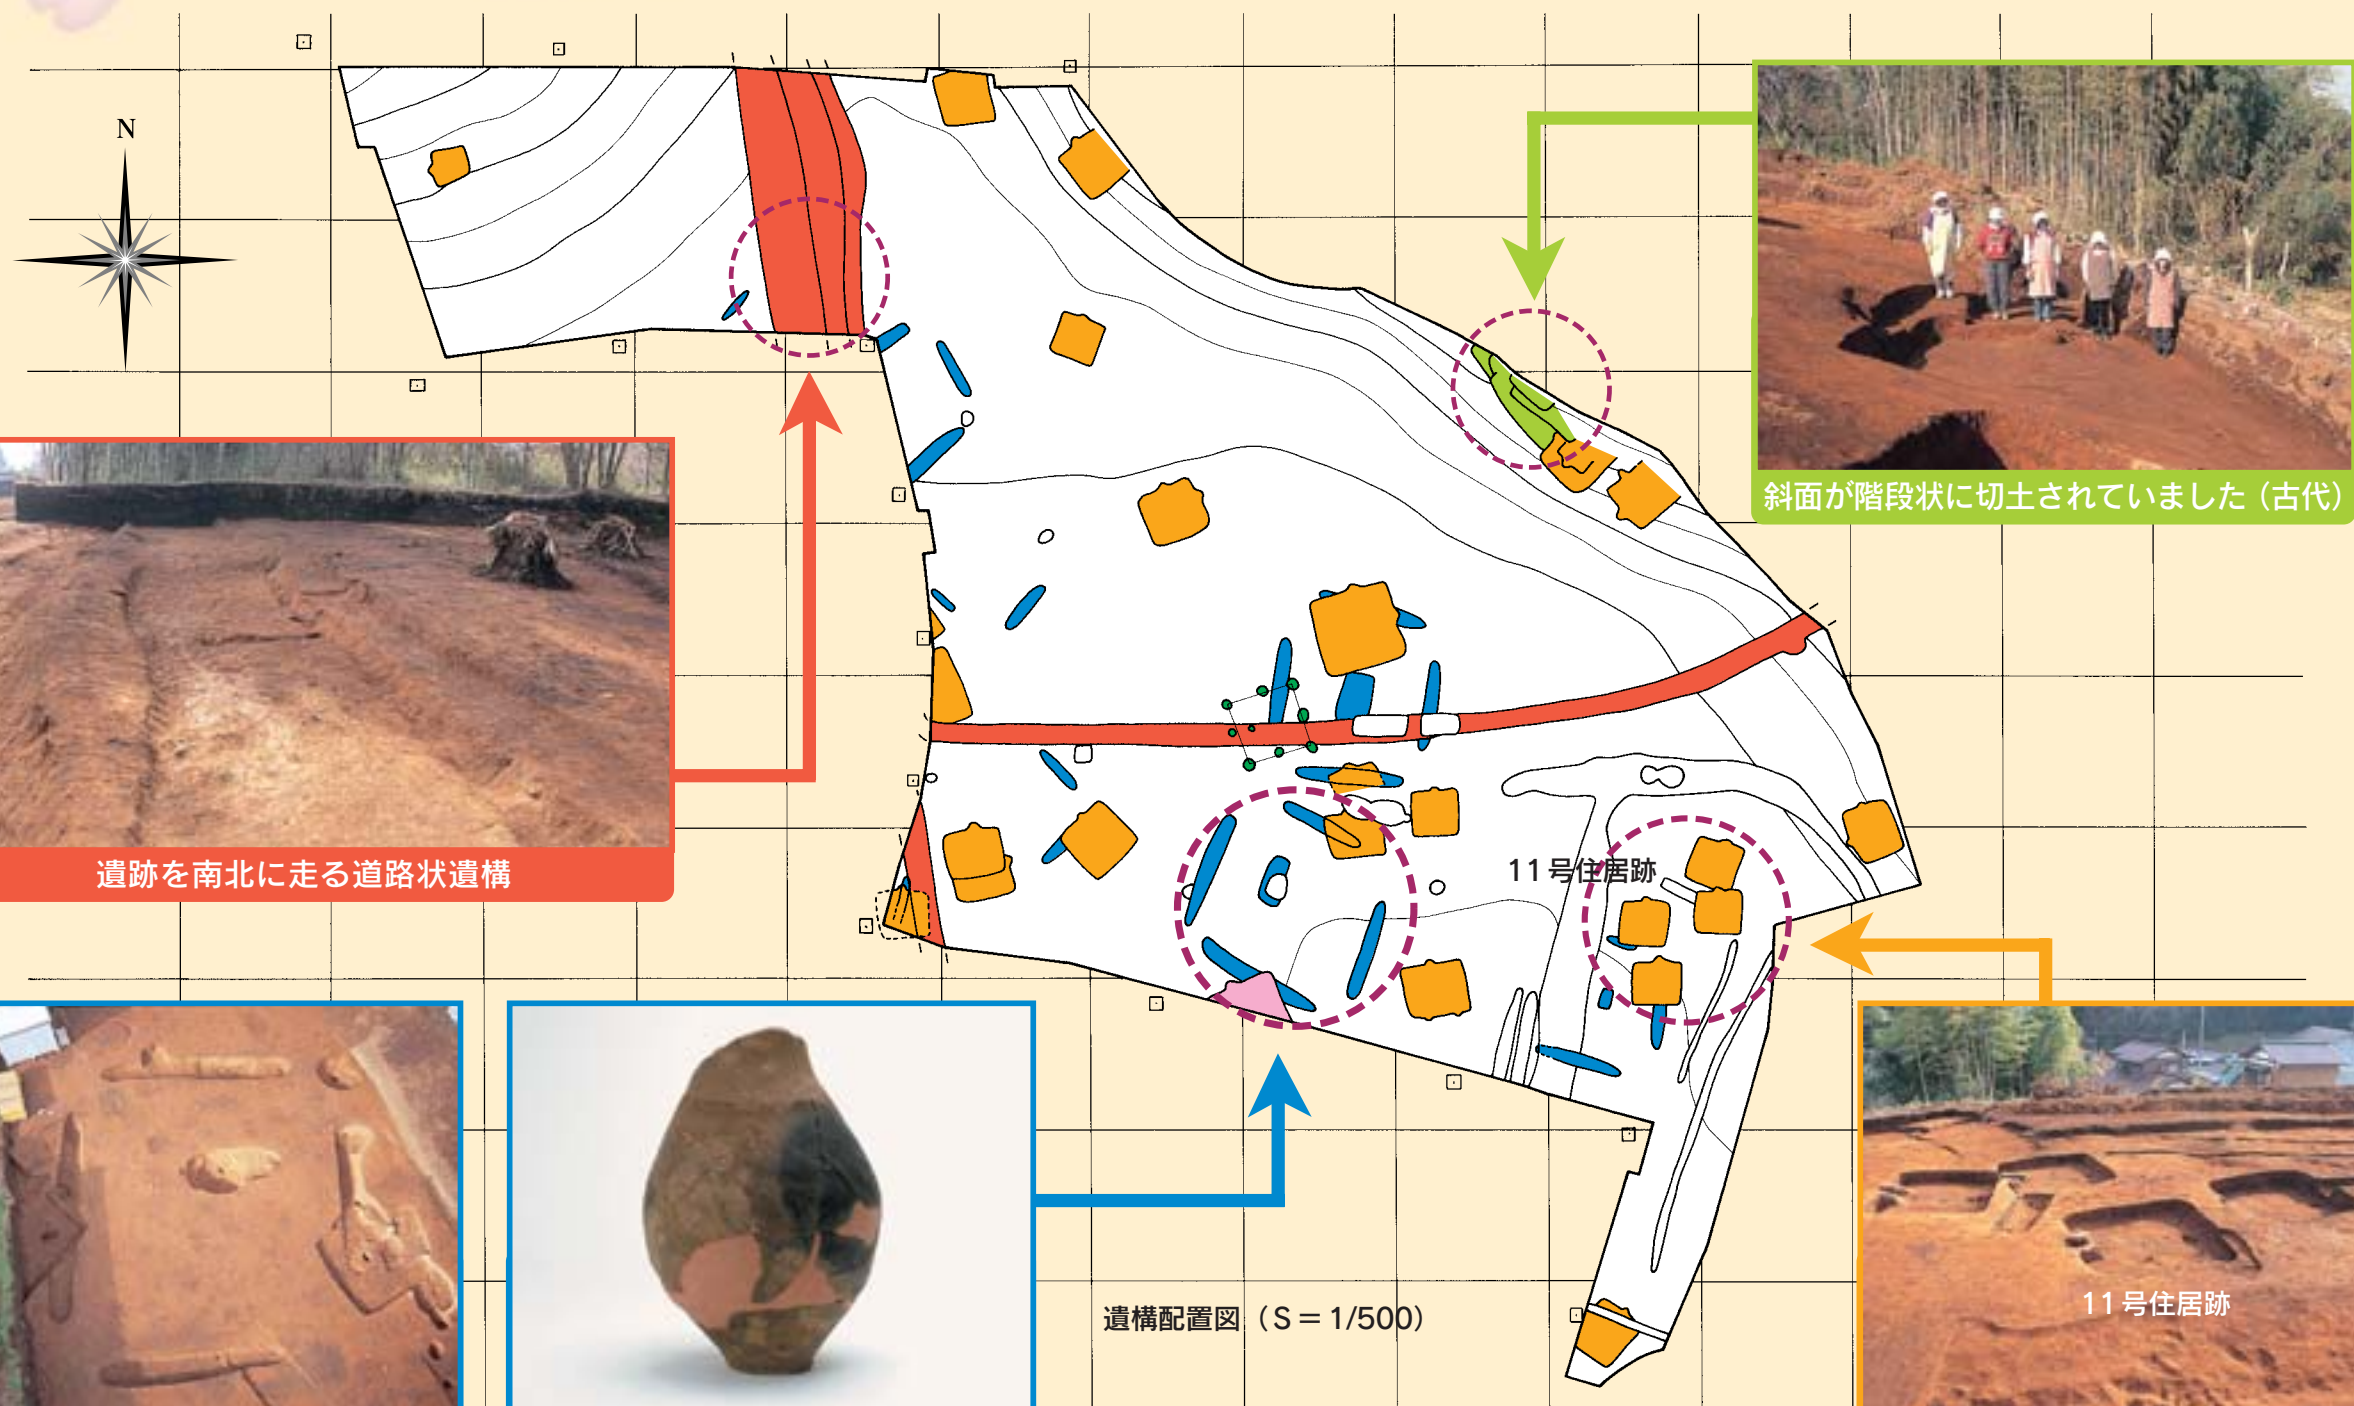 N
斜面が階段状に切土されていました（古代）
遺跡を南北に走る道路状遺構
11号住居跡
遺構配置図（S＝1/500）
11号住居跡